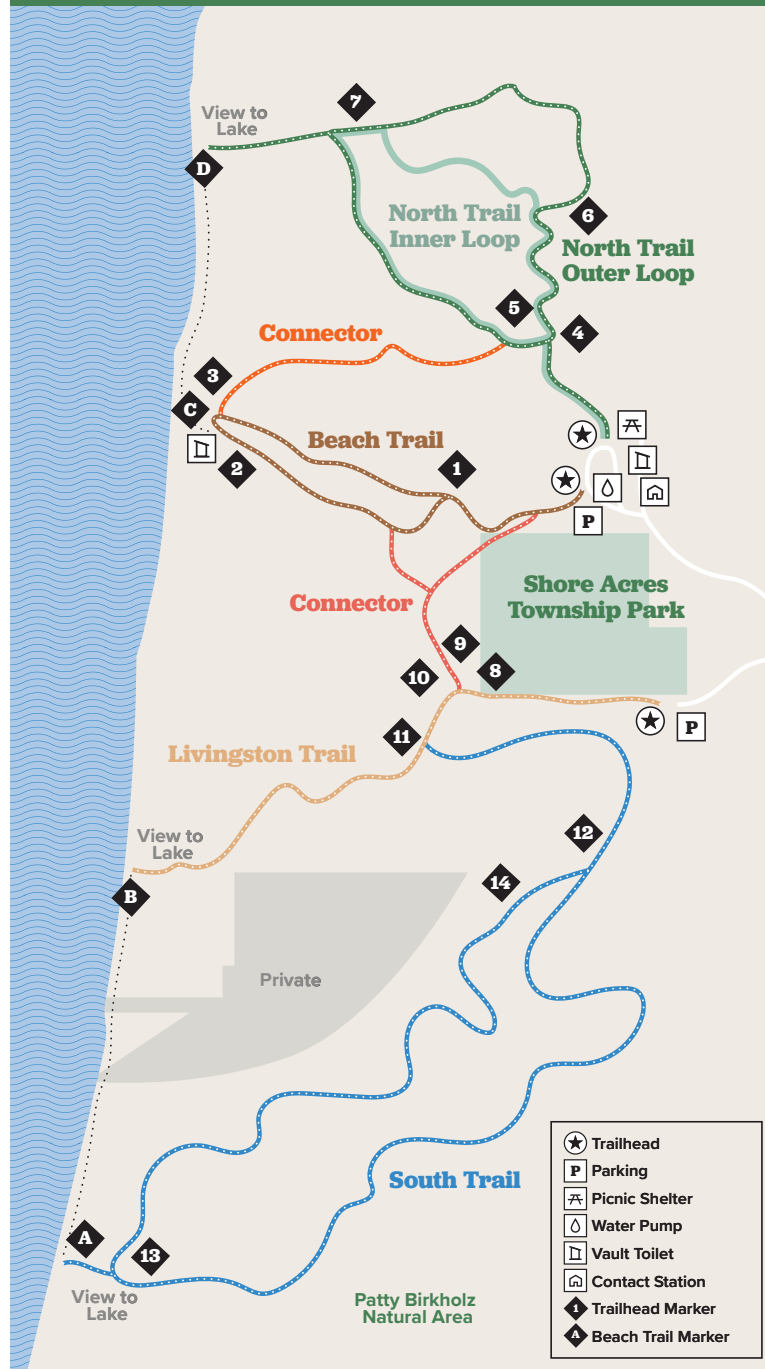 7
View to
Lake
D
North Trail
Inner Loop
6
North Trail
Outer Loop
5
4
Connector
3
C
2
Beach Trail
1
P
Shore Acres
Township Park
Connector
9
10
8
11
P
Livingston Trail
View to
Lake
12
B
14
Private
South Trail
A
13
View to
Lake
Patty Birkholz
Natural Area
Trailhead
P Parking
Picnic Shelter
Water Pump
Vault Toilet
Contact Station
1 Trailhead Marker
A Beach Trail Marker